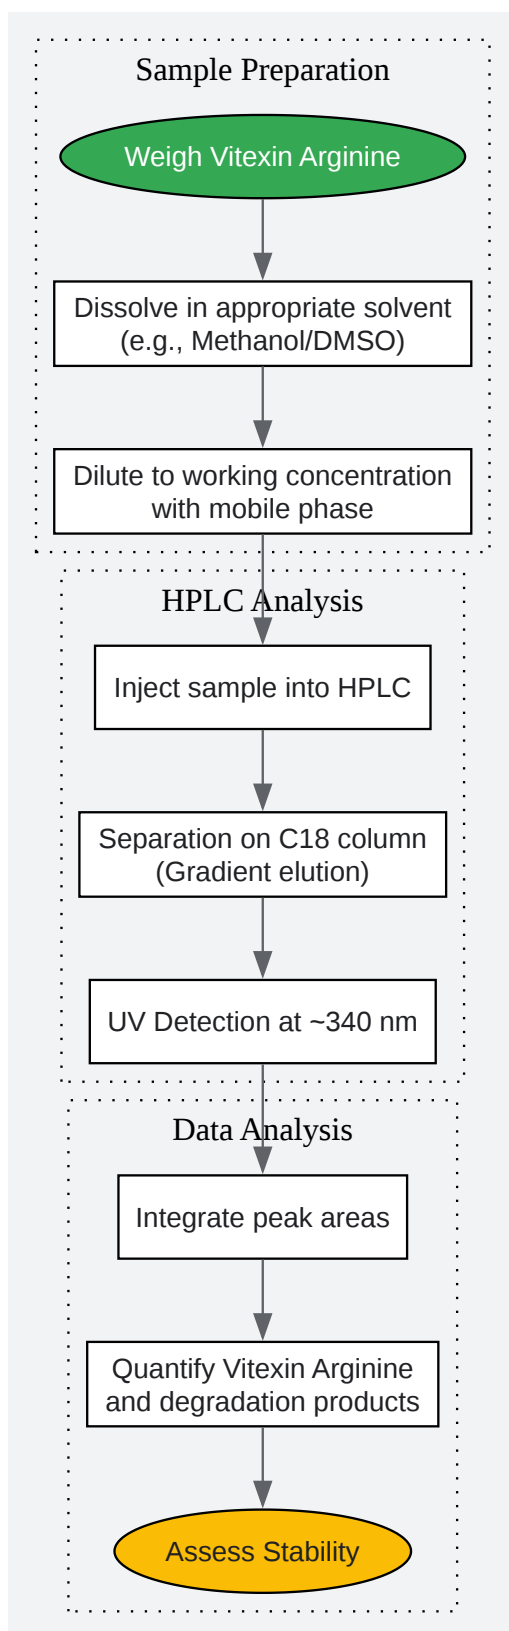 Sample Preparation
Weigh Vitexin Arginine
Dissolve in appropriate solvent
(e.g., Methanol/DMSO)
Dilute to working concentration
with mobile phase
HPLC Analysis
Inject sample into HPLC
Separation on C18 column
(Gradient elution)
UV Detection at ~340 nm
Data Analysis
Integrate peak areas
Quantify Vitexin Arginine
and degradation products
Assess Stability